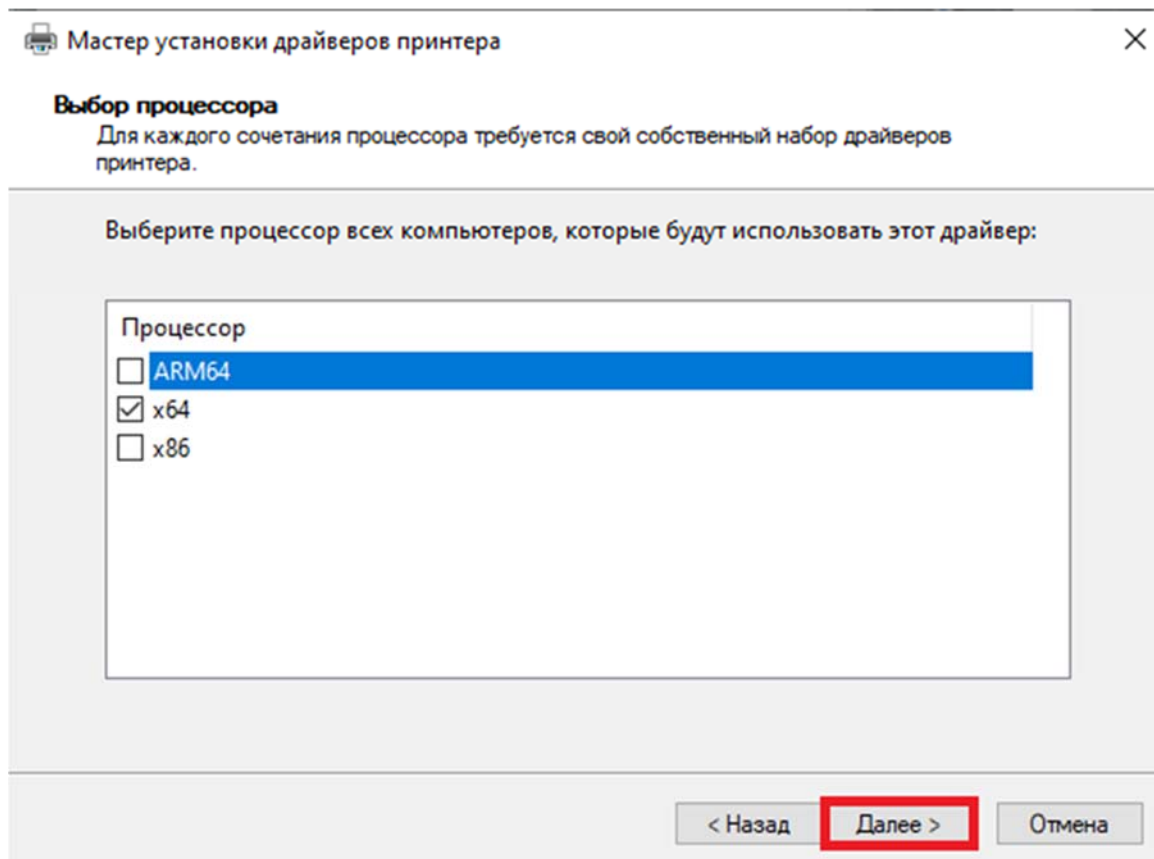 Мастер установки драйверов принтера
Выбор процессора
Для каждого сочетания процессора требуется свой собственный набор драйверов
принтера.
Выберите процессор всех компьютеров, которые будут использовать этот драйвер:
Процессор
ARM64
x64
x86
< Назад
Далее >
Отмена